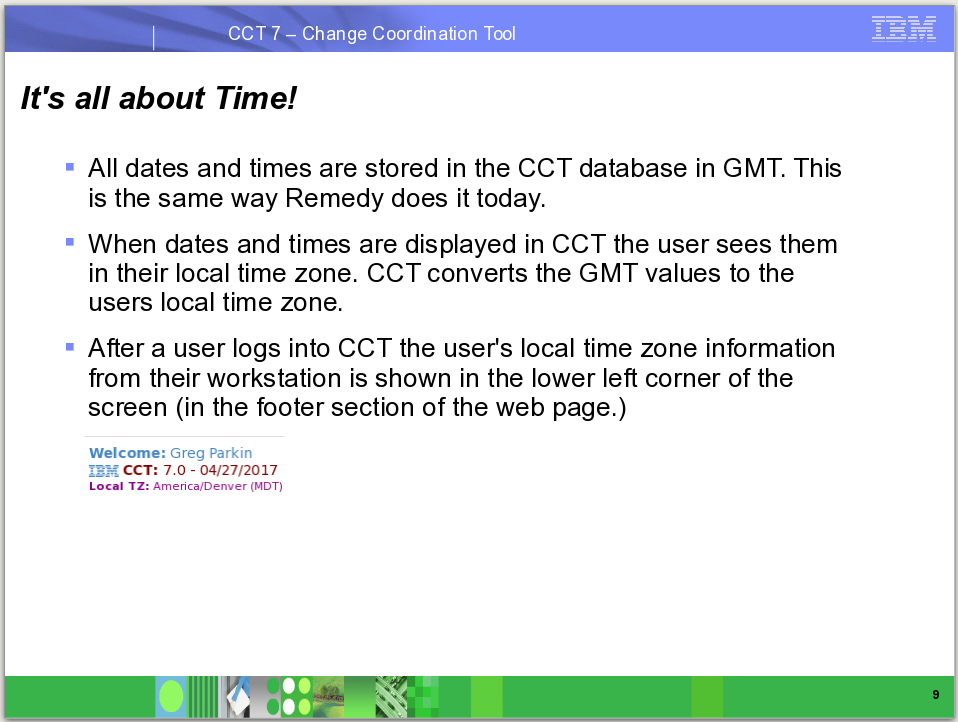 CCT 7 – Change Coordination Tool
IBM
It's all about Time!
All dates and times are stored in the CCT database in GMT. This
is the same way Remedy does it today.
When dates and times are displayed in CCT the user sees them
in their local time zone. CCT converts the GMT values to the
users local time zone.
After a user logs into CCT the user's local time zone information
from their workstation is shown in the lower left corner of the
screen (in the footer section of the web page.)
Welcome: Greg Parkin
IBM CCT: 7.0 - 04/27/2017
Local TZ: America/Denver (MDT)
9